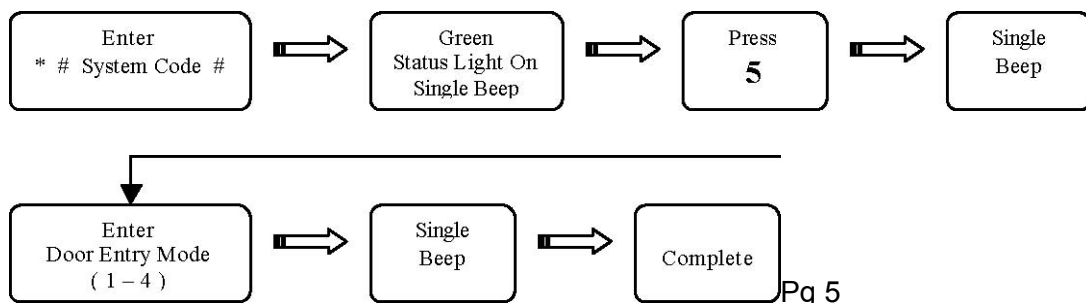 Enter
* # System Code #
Green
Status Light On
Single Beep
Press
5
Single
Beep
Enter
Door Entry Mode
( 1 – 4 )
Single
Beep
Complete
Pg 5